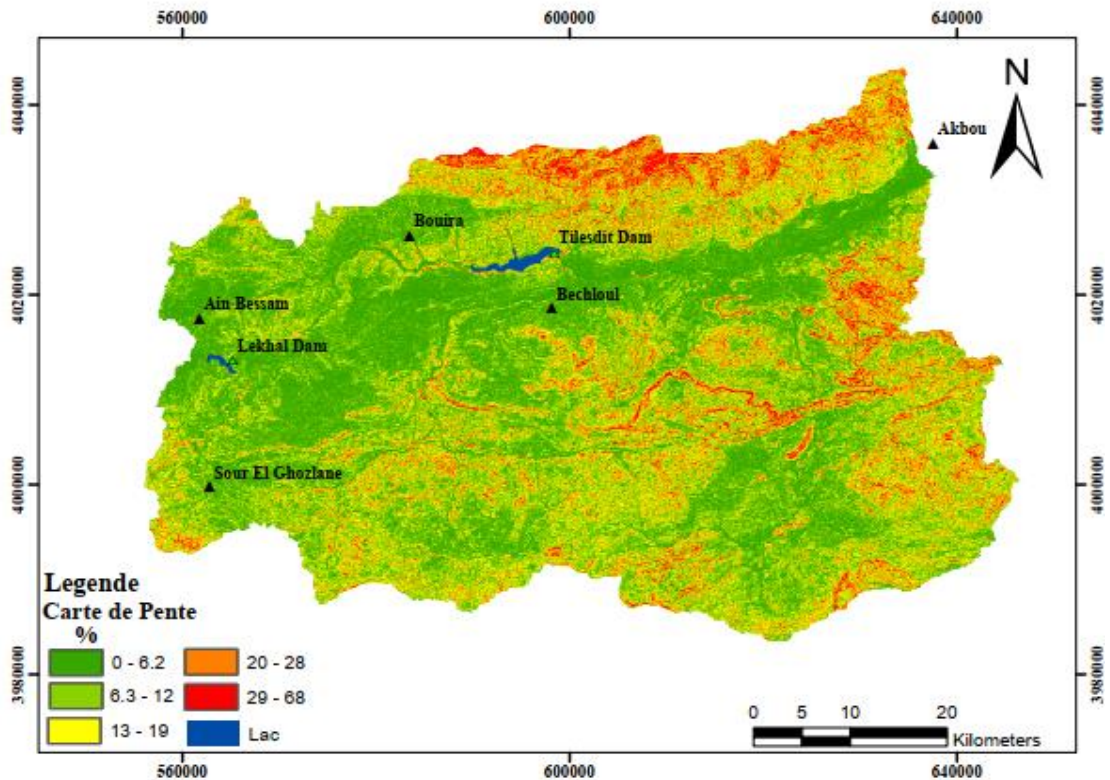 560000
600000
640000
4040000
4040000
N
Akbou
Bouira
Tilesdit Dam
4020000
4020000
Ain Bessam
Bechloul
Lekhal Dam
Sour El Ghozlane
4000000
4000000
Legende
Carte de Pente
%
0 - 6.2
20 - 28
6.3 - 12
29 - 68
13 - 19
Lac
3980000
3980000
0 5 10 20
Kilometers
560000
600000
640000